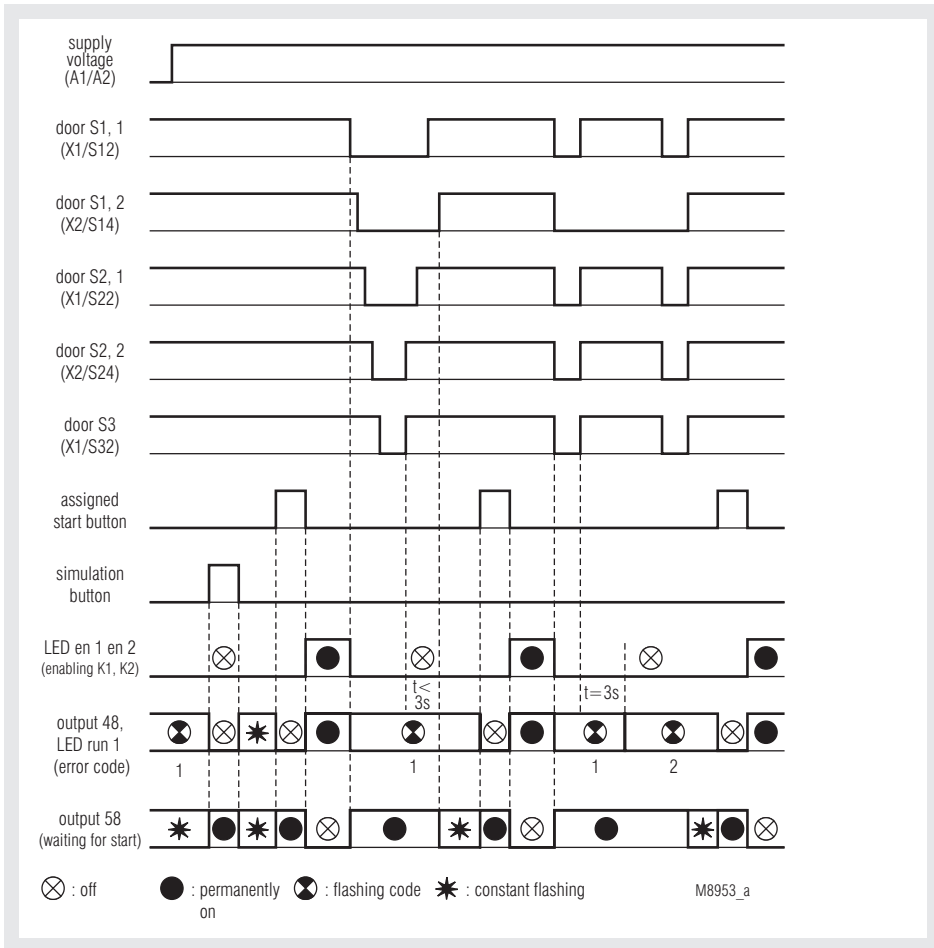 supply
voltage
(A1/A2)
door S1, 1
(X1/S12)
door S1, 2
(X2/S14)
door S2, 1
(X1/S22)
door S2, 2
(X2/S24)
door S3
(X1/S32)
assigned
start button
simulation
button
LED en 1 en 2
(enabling K1, K2)
t<
3s
t=3s
output 48,
LED run 1
(error code)
1
1
1
2
output 58
(waiting for start)
: off
: permanently
on
: flashing code
: constant flashing
M8953_a